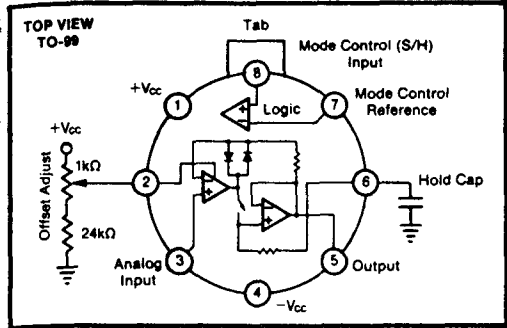 TOP VIEW
TO-99
Tab
Mode Control (S/H)
Input
8
+VCC
1
Logic
7
Mode Control
Reference
+VCC
Offset Adjust
1kΩ
2
6
Hold Cap
24kΩ
Analog
Input
3
5
Output
4
−VCC